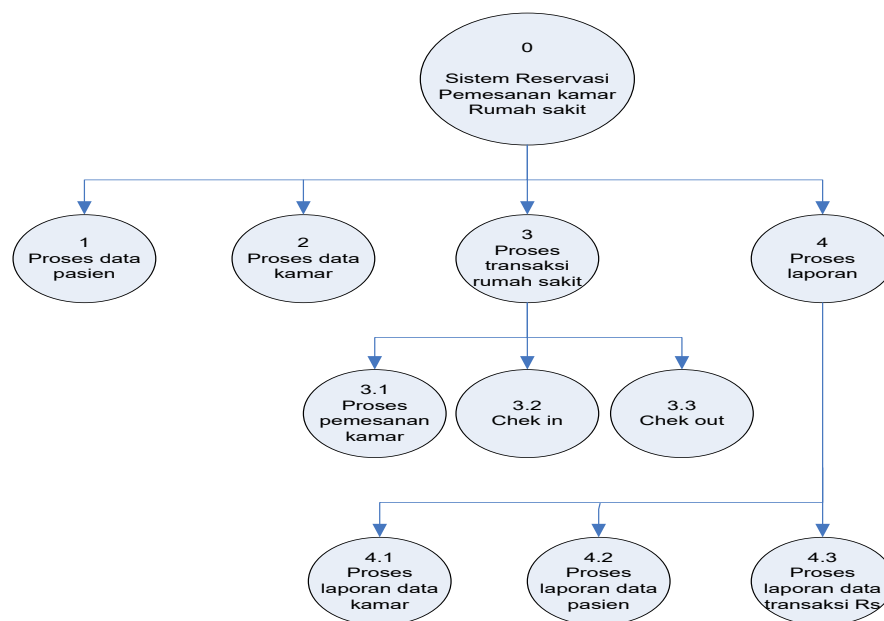 0
Sistem Reservasi
Pemesanan kamar
Rumah sakit
1
Proses data
pasien
2
Proses data
kamar
3
Proses
transaksi
rumah sakit
4
Proses
laporan
3.1
Proses
pemesanan
kamar
3.2
Chek in
3.3
Chek out
4.1
Proses
laporan data
kamar
4.2
Proses
laporan data
pasien
4.3
Proses
laporan data
transaksi Rs